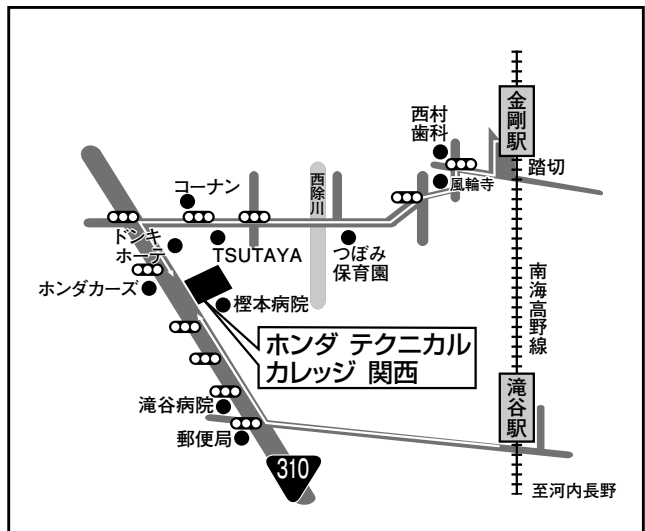 金剛駅
西村
歯科
踏切
風輪寺
コーナン
西除川
ドンキ
ホーテ
TSUTAYA
つぼみ
保育園
ホンダカーズ
樫本病院
南海高野線
ホンダ テクニカル
カレッジ 関西
滝谷病院
滝谷駅
郵便局
310
至河内長野